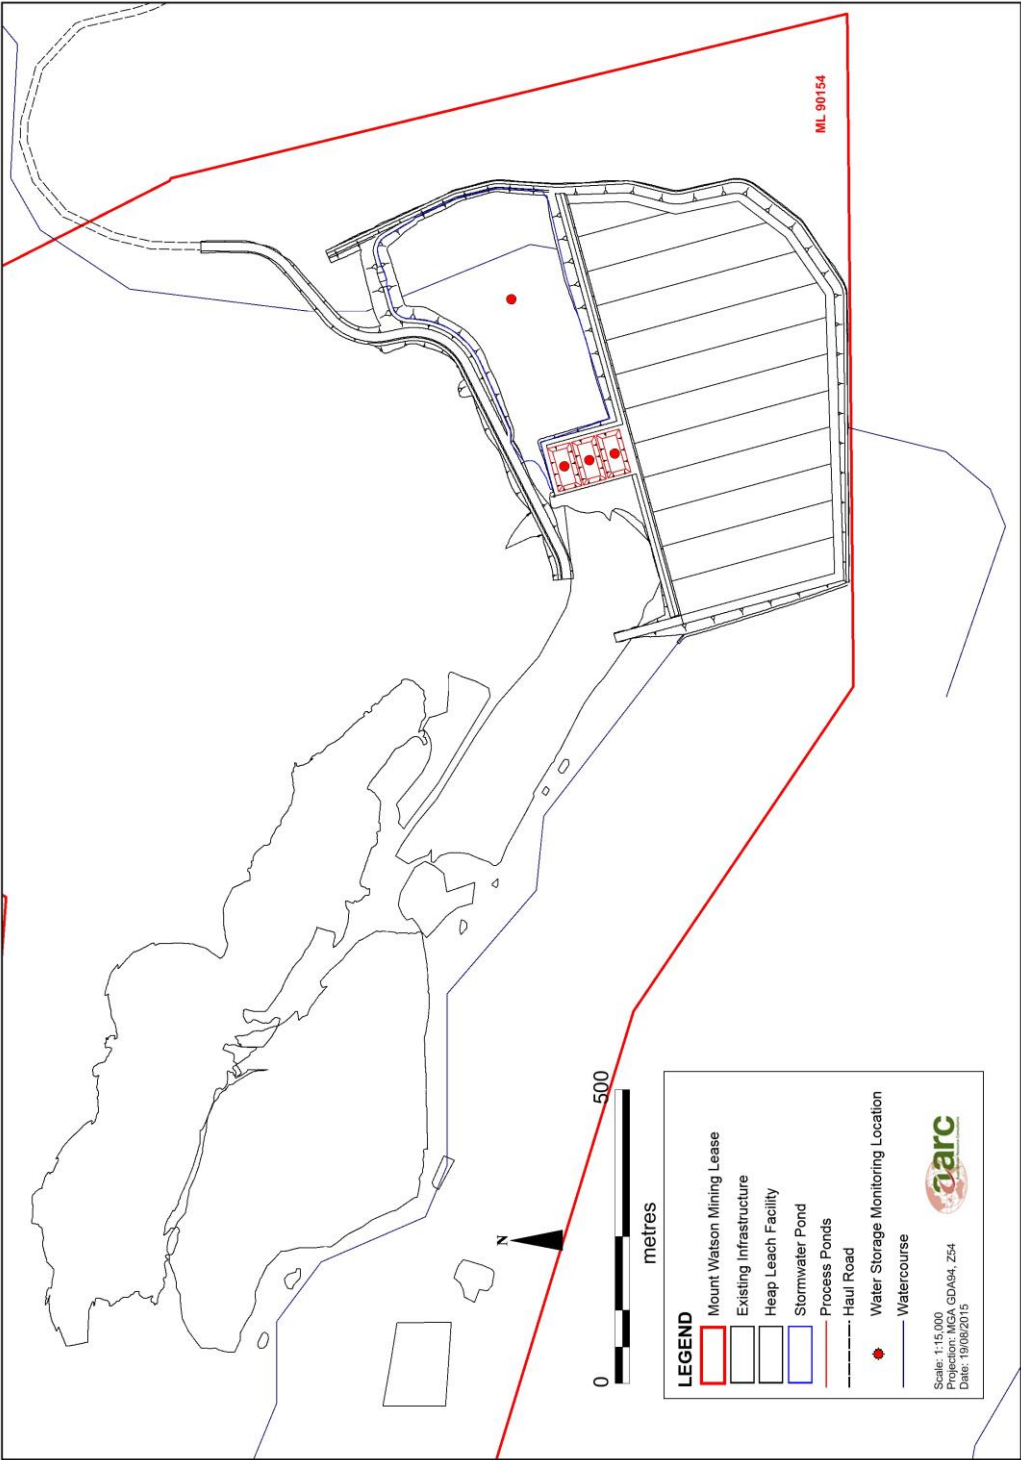 ML 90154
N
0
500
metres
LEGEND
Mount Watson Mining Lease
Existing Infrastructure
Heap Leach Facility
Stormwater Pond
Process Ponds
Haul Road
Water Storage Monitoring Location
Watercourse
Scale: 1:15,000
Projection: MGA GDA94, Z54
Date: 19/08/2015
aarc